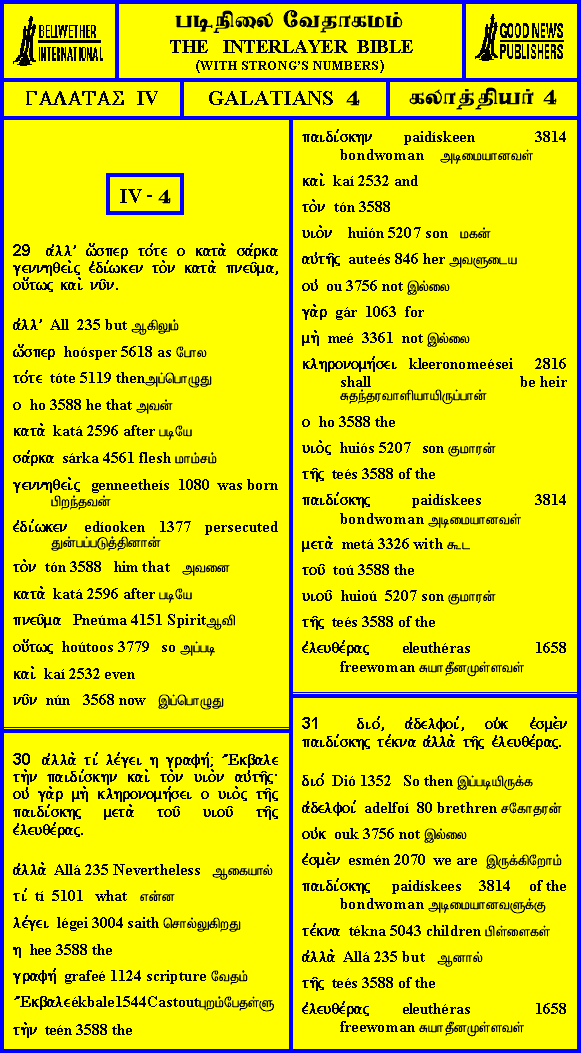 BELLWETHER
INTERNATIONAL
படிநிலை வேதாகமம்
THE INTERLAYER BIBLE
(WITH STRONG'S NUMBERS)
GOOD NEWS
PUBLISHERS
ΓΑΛΑΤΑΣ IV
GALATIANS 4
கலாத்தியர் 4
IV - 4
29 ἀλλ' ὥσπερ τότε ο κατὰ σάρκα
γεννηθεὶς ἐδίωκεν τὸν κατὰ πνεῦμα,
οὕτως καὶ νῦν.
ἀλλ' All 235 but ஆகிலும்
ὥσπερ hoósper 5618 as போல
τότε tóte 5119 thenஅப்பொழுது
ο ho 3588 he that அவன்
κατὰ katá 2596 after படியே
σάρκα sárka 4561 flesh மாம்சம்
γεννηθεὶς genneetheís 1080 was born
பிறந்தவன்
ἐδίωκεν edíooken 1377 persecuted
துன்பப்படுத்தினான்
τὸν tón 3588 him that அவனை
κατὰ katá 2596 after படியே
πνεῦμα Pneúma 4151 Spiritஆவி
οὕτως hoútoos 3779 so அப்படி
καὶ kaí 2532 even
νῦν nún 3568 now இப்பொழுது
30 ἀλλὰ τί λέγει η γραφή; Ἔκβαλε
τὴν παιδίσκην καὶ τὸν υιὸν αὐτῆς·
οὐ γὰρ μὴ κληρονομήσει ο υιὸς τῆς
παιδίσκης μετὰ τοῦ υιοῦ τῆς
ἐλευθέρας.
ἀλλὰ Allá 235 Nevertheless ஆகையால்
τί tí 5101 what என்ன
λέγει légei 3004 saith சொல்லுகிறது
η hee 3588 the
γραφή grafeé 1124 scripture வேதம்
Ἔκβαλε ékbale1544Castoutபுறம்பேதள்ளு
τὴν teén 3588 the
παιδίσκην paidískeen 3814
bondwoman அடிமையானவள்
καὶ kaí 2532 and
τὸν tón 3588
υιὸν huión 5207 son மகன்
αὐτῆς auteés 846 her அவளுடைய
οὐ ou 3756 not இல்லை
γὰρ gár 1063 for
μὴ meé 3361 not இல்லை
κληρονομήσει kleeronomeései 2816
shall be heir
சுதந்தரவாளியாயிருப்பான்
ο ho 3588 the
υιὸς huiós 5207 son குமாரன்
τῆς teés 3588 of the
παιδίσκης paidískees 3814
bondwoman அடிமையானவள்
μετὰ metá 3326 with கூட
τοῦ toú 3588 the
υιοῦ huioú 5207 son குமாரன்
τῆς teés 3588 of the
ἐλευθέρας eleuthéras 1658
freewoman சுயாதீனமுள்ளவள்
31 διό, ἀδελφοί, οὐκ ἐσμὲν
παιδίσκης τέκνα ἀλλὰ τῆς ἐλευθέρας.
διό Dió 1352 So then இப்படியிருக்க
ἀδελφοί adelfoí 80 brethren சகோதரன்
οὐκ ouk 3756 not இல்லை
ἐσμὲν esmén 2070 we are இருக்கிறோம்
παιδίσκης paidískees 3814 of the
bondwoman அடிமையானவளுக்கு
τέκνα tékna 5043 children பிள்ளைகள்
ἀλλὰ Allá 235 but ஆனால்
τῆς teés 3588 of the
ἐλευθέρας eleuthéras 1658
freewoman சுயாதீனமுள்ளவள்